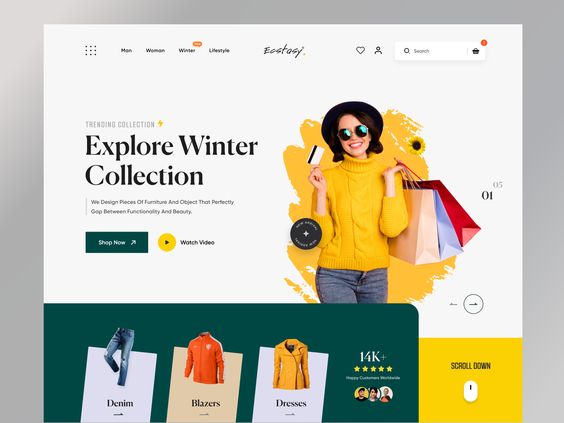 Man
Woman
Winter
Lifestyle
Ecstasy.
Search
TRENDING COLLECTION
Explore Winter
Collection
We Design Pieces Of Furniture And Object That Perfectly
Gap Between Functionality And Beauty.
Shop Now
Watch Video
05
01
14K+
Happy Customers Worldwide
Denim
Blazers
Dresses
SCROLL DOWN